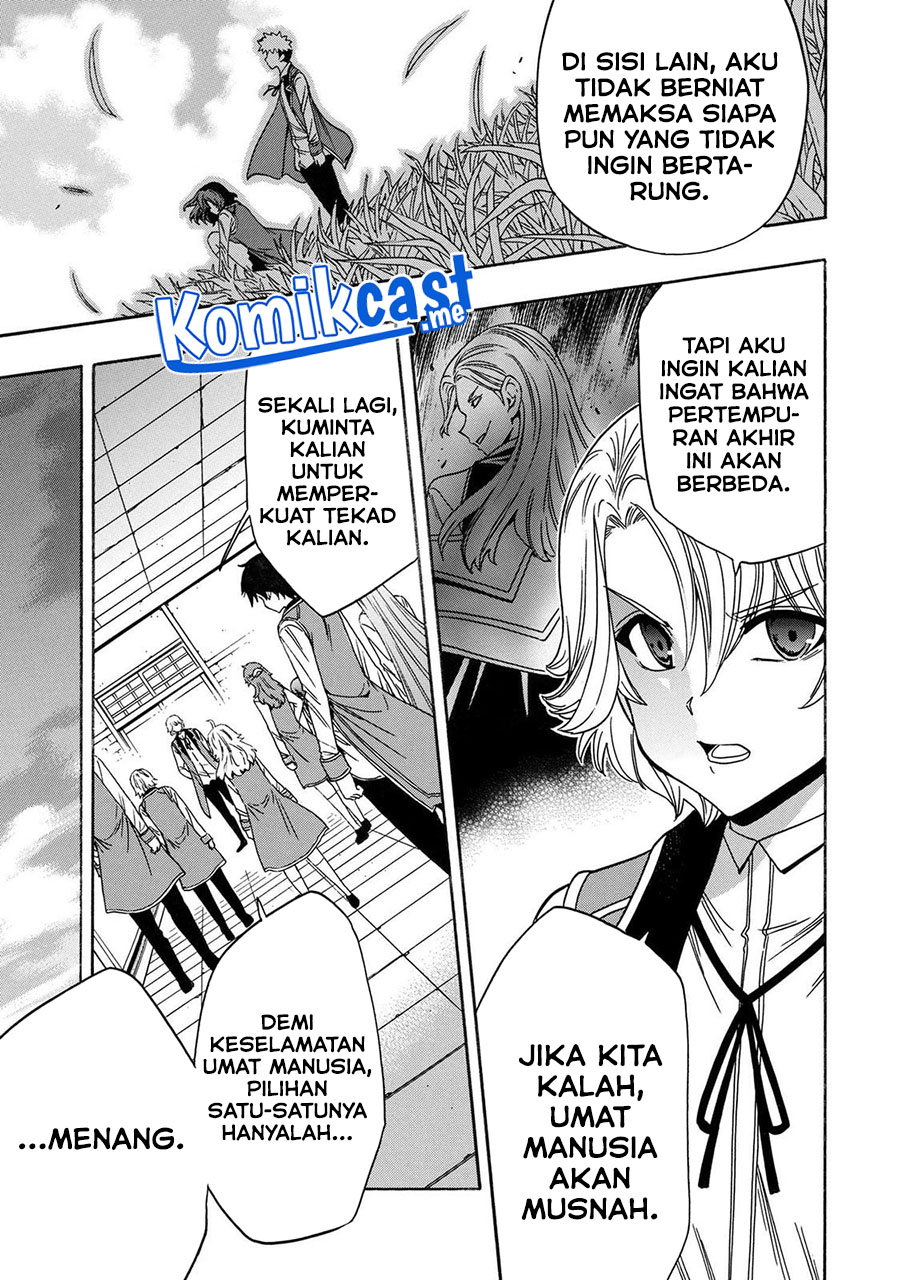 DI SISI LAIN, AKU
TIDAK BERNIAT
MEMAKSA SIAPA
PUN YANG TIDAK
INGIN BERTA-
RUNG.
Komikcast
.me
TAPI AKU
INGIN KALIAN
INGAT BAHWA
PERTEMPU-
RAN AKHIR
INI AKAN
BERBEDA.
JIKA KITA
KALAH,
UMAT
MANUSIA
AKAN
MUSNAH.
SEKALI LAGI,
KUMINTA
KALIAN
UNTUK
MEMPER-
KUAT TEKAD
KALIAN.
DEMI
KESELAMATAN
UMAT MANUSIA,
PILIHAN
SATU-SATUNYA
HANYALAH...
...MENANG.